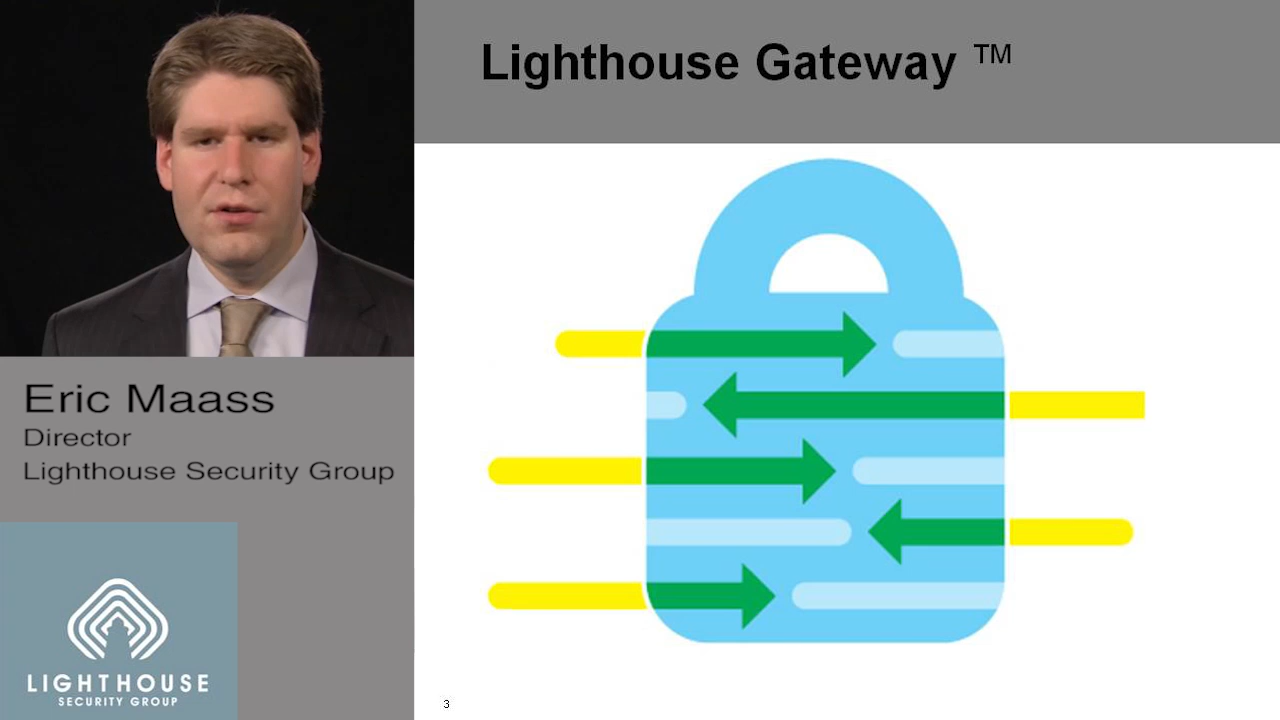 Lighthouse Gateway ™
Eric Maass
Director
Lighthouse Security Group
LIGHTHOUSE
SECURITY GROUP
3